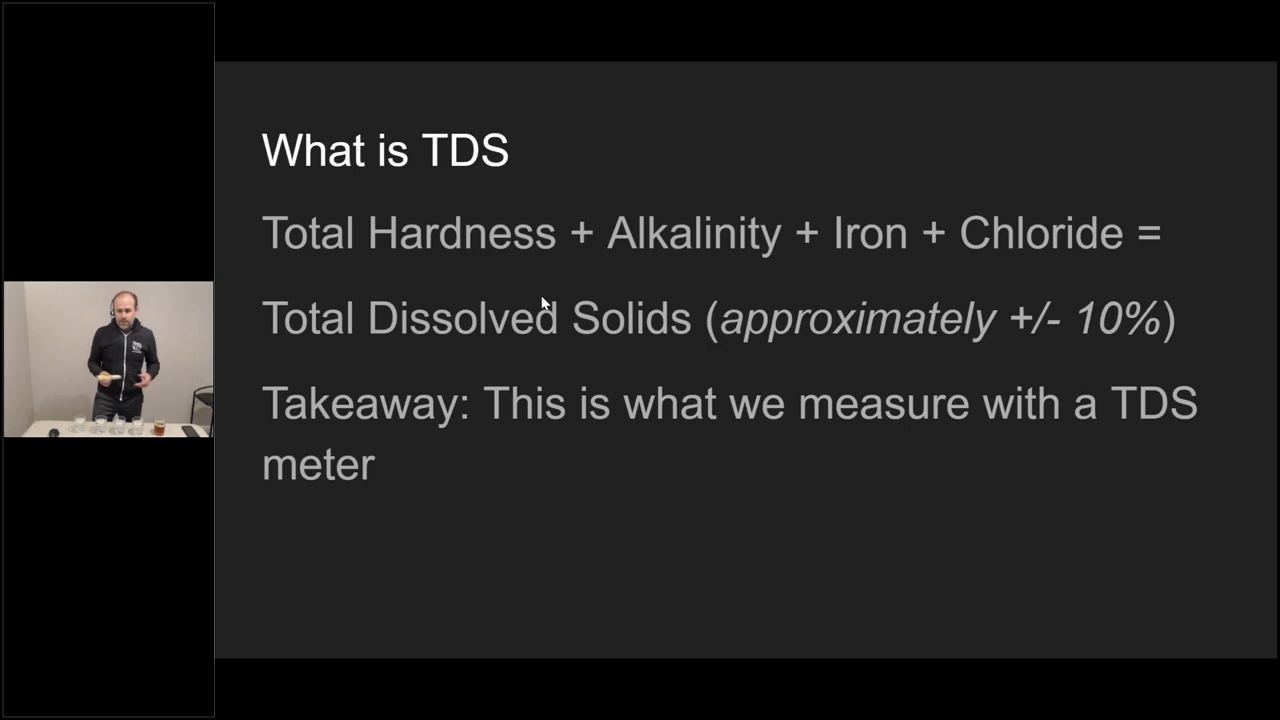 What is TDS
Total Hardness + Alkalinity + Iron + Chloride =
Total Dissolved Solids (approximately +/- 10%)
Takeaway: This is what we measure with a TDS
meter